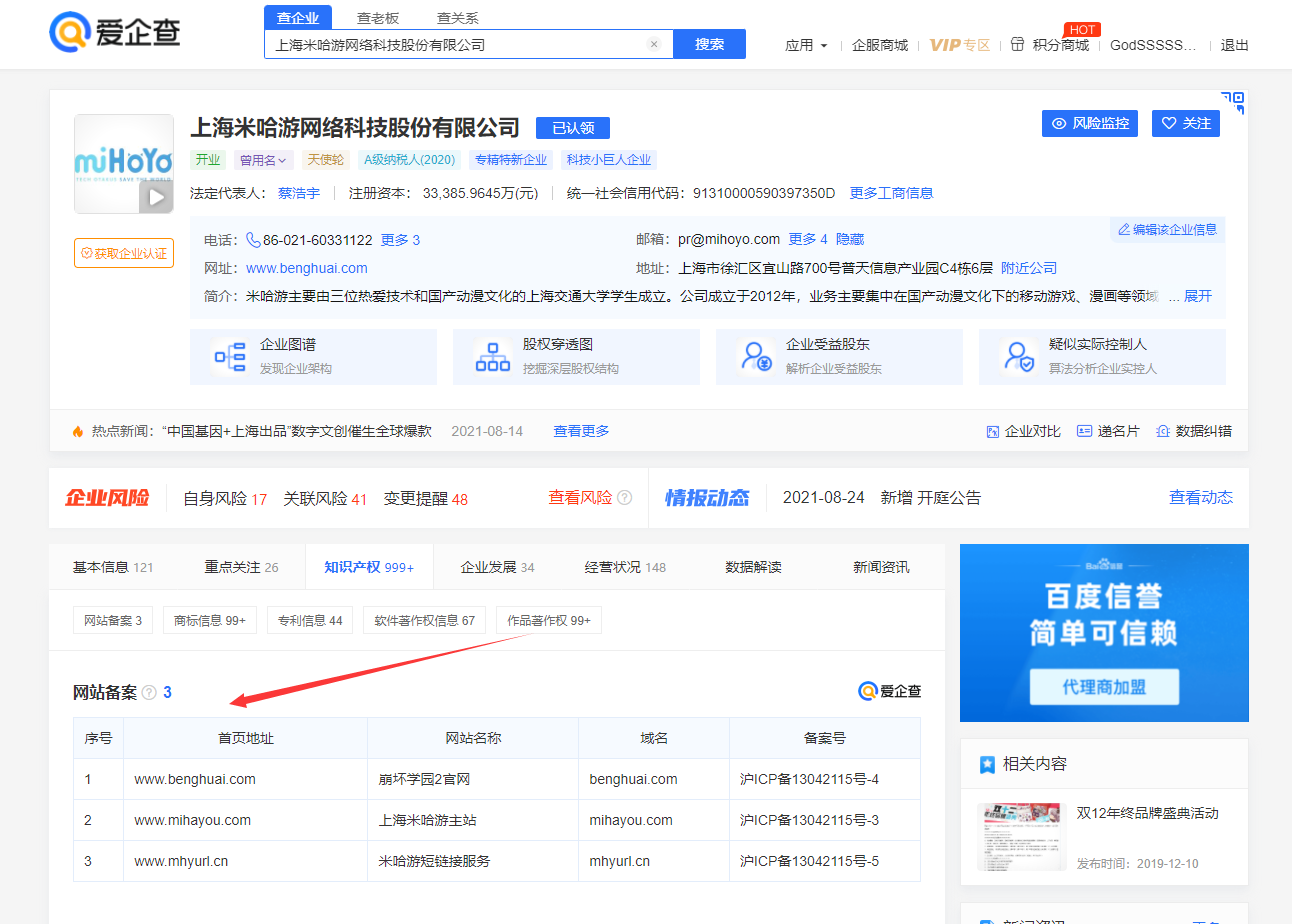 爱企查
查企业 查老板 查关系
上海米哈游网络科技股份有限公司 × 搜索
应用 企服商城 VIP专区 积分商城 HOT GodSSSSS... 退出
miHoYo
TECH OTAKUS SAVE THE WORLD
上海米哈游网络科技股份有限公司 已认领
风险监控 关注
开业 曾用名 天使轮 A级纳税人(2020) 专精特新企业 科技小巨人企业
法定代表人： 蔡浩宇 注册资本： 33,385.9645万(元) 统一社会信用代码： 91310000590397350D 更多工商信息
获取企业认证
电话： 86-021-60331122 更多 3 邮箱： pr@mihoyo.com 更多 4 隐藏
编辑该企业信息
网址： www.benghuai.com 地址： 上海市徐汇区宜山路700号普天信息产业园C4栋6层 附近公司
简介： 米哈游主要由三位热爱技术和国产动漫文化的上海交通大学学生成立。公司成立于2012年，业务主要集中在国产动漫文化下的移动游戏、漫画等领域 ... 展开
企业图谱 股权穿透图 企业受益股东 疑似实际控制人
发现企业架构 挖掘深层股权结构 解析企业受益股东 算法分析企业实控人
热点新闻： “中国基因+上海出品”数字文创催生全球爆款 2021-08-14 查看更多
企业对比 递名片 数据纠错
企业风险 自身风险 17 关联风险 41 变更提醒 48 查看风险 ?
情报动态 2021-08-24 新增 开庭公告 查看动态
基本信息 121 重点关注 26 知识产权 999+ 企业发展 34 经营状况 148 数据解读 新闻资讯
网站备案 3 商标信息 99+ 专利信息 44 软件著作权信息 67 作品著作权 99+
网站备案 ? 3
爱企查
序号 首页地址 网站名称 域名 备案号
1 www.benghuai.com 崩坏学园2官网 benghuai.com 沪ICP备13042115号-4
2 www.mihayou.com 上海米哈游主站 mihayou.com 沪ICP备13042115号-3
3 www.mhyurl.cn 米哈游短链接服务 mhyurl.cn 沪ICP备13042115号-5
百度信誉
简单可信赖
代理商加盟
相关内容
双12年终品牌盛典活动
发布时间：2019-12-10